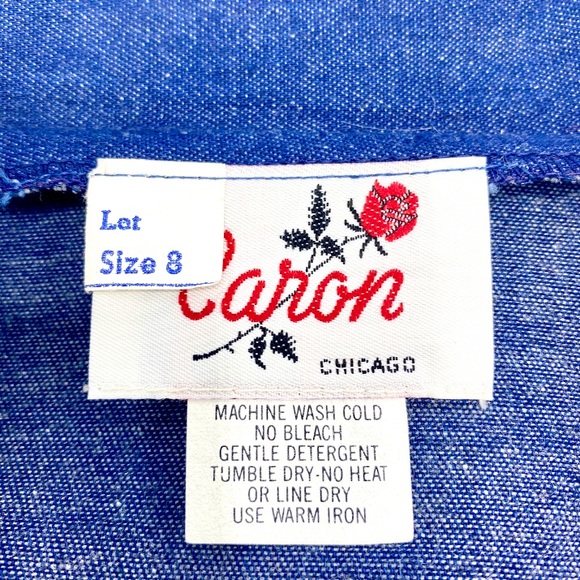 Lot
Size 8
Caron
CHICAGO
MACHINE WASH COLD
NO BLEACH
GENTLE DETERGENT
TUMBLE DRY-NO HEAT
OR LINE DRY
USE WARM IRON